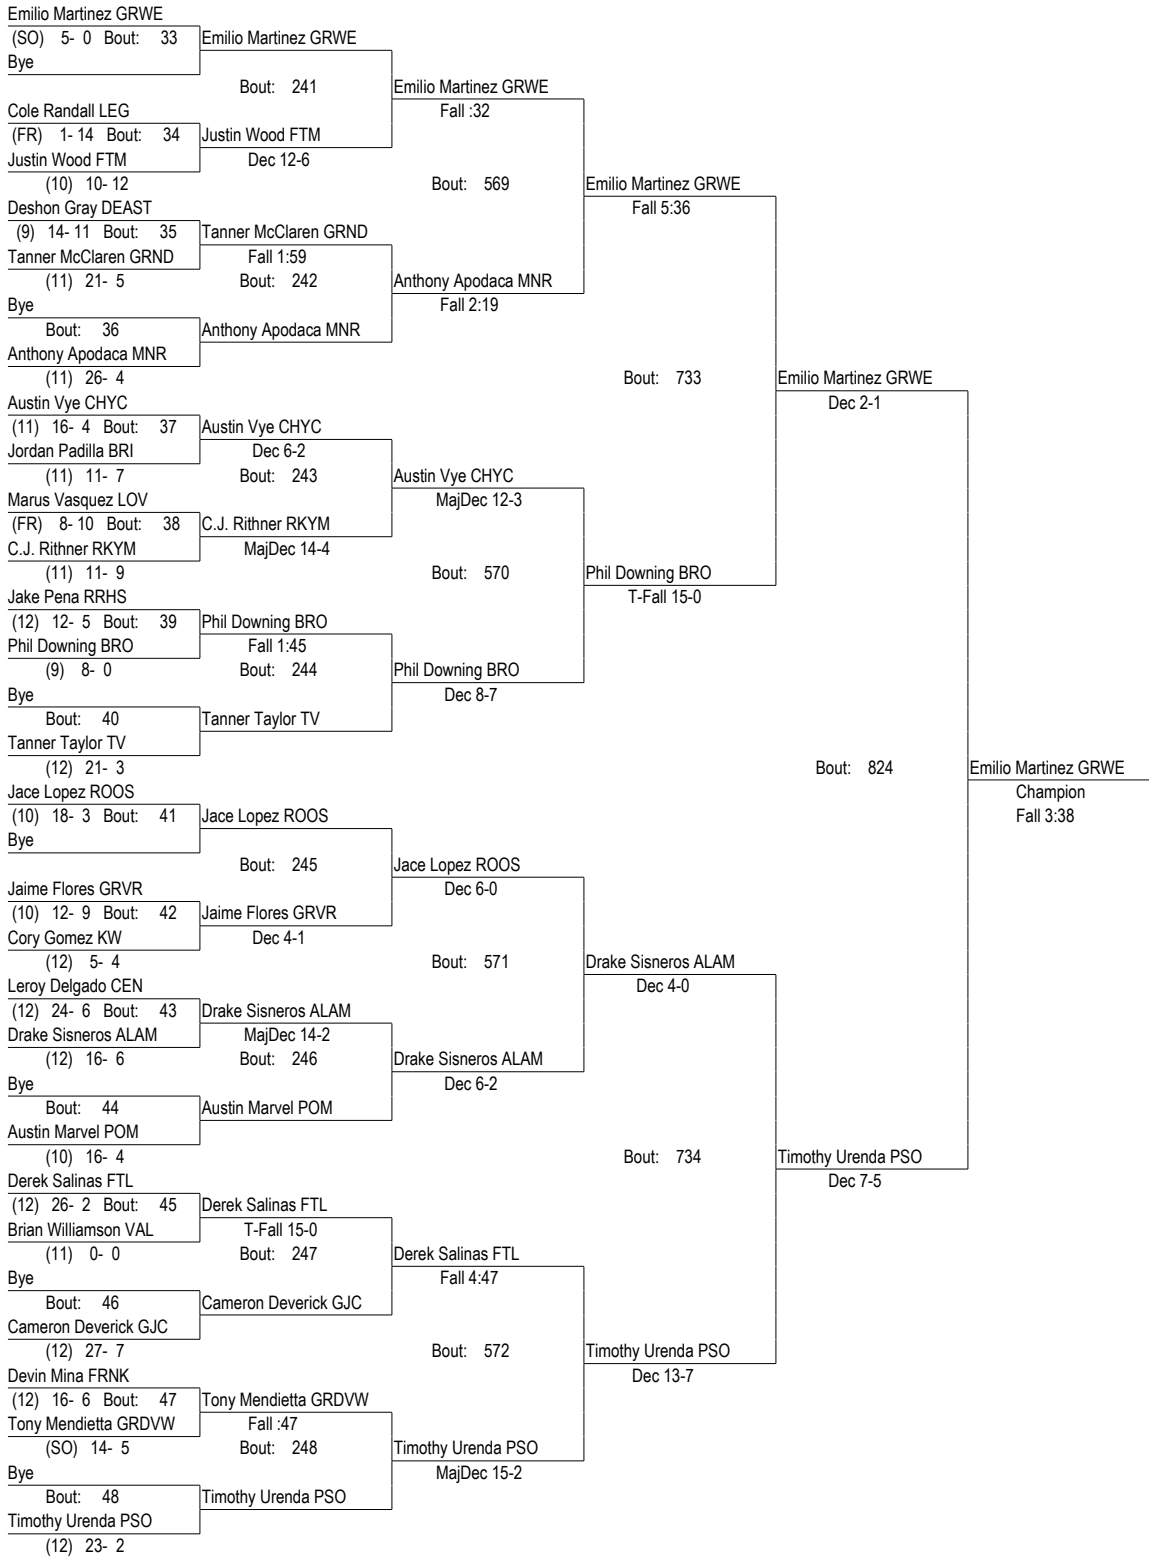 Emilio Martinez GRWE
(SO) 5- 0 Bout: 33 Emilio Martinez GRWE
Bye
Bout: 241 Emilio Martinez GRWE
Cole Randall LEG Fall :32
(FR) 1- 14 Bout: 34 Justin Wood FTM
Justin Wood FTM Dec 12-6
(10) 10- 12 Bout: 569 Emilio Martinez GRWE
Deshon Gray DEAST Fall 5:36
(9) 14- 11 Bout: 35 Tanner McClaren GRND
Tanner McClaren GRND Fall 1:59
(11) 21- 5 Bout: 242 Anthony Apodaca MNR
Bye Fall 2:19
Bout: 36 Anthony Apodaca MNR
Anthony Apodaca MNR
(11) 26- 4 Bout: 733 Emilio Martinez GRWE
Austin Vye CHYC Dec 2-1
(11) 16- 4 Bout: 37 Austin Vye CHYC
Jordan Padilla BRI Dec 6-2
(11) 11- 7 Bout: 243 Austin Vye CHYC
Marus Vasquez LOV MajDec 12-3
(FR) 8- 10 Bout: 38 C.J. Rithner RKYM
C.J. Rithner RKYM MajDec 14-4
(11) 11- 9 Bout: 570 Phil Downing BRO
Jake Pena RRHS T-Fall 15-0
(12) 12- 5 Bout: 39 Phil Downing BRO
Phil Downing BRO Fall 1:45
(9) 8- 0 Bout: 244 Phil Downing BRO
Bye Dec 8-7
Bout: 40 Tanner Taylor TV
Tanner Taylor TV
(12) 21- 3 Bout: 824 Emilio Martinez GRWE
Jace Lopez ROOS Champion
(10) 18- 3 Bout: 41 Jace Lopez ROOS Fall 3:38
Bye
Bout: 245 Jace Lopez ROOS
Jaime Flores GRVR Dec 6-0
(10) 12- 9 Bout: 42 Jaime Flores GRVR
Cory Gomez KW Dec 4-1
(12) 5- 4 Bout: 571 Drake Sisneros ALAM
Leroy Delgado CEN Dec 4-0
(12) 24- 6 Bout: 43 Drake Sisneros ALAM
Drake Sisneros ALAM MajDec 14-2
(12) 16- 6 Bout: 246 Drake Sisneros ALAM
Bye Dec 6-2
Bout: 44 Austin Marvel POM
Austin Marvel POM
(10) 16- 4 Bout: 734 Timothy Urenda PSO
Derek Salinas FTL Dec 7-5
(12) 26- 2 Bout: 45 Derek Salinas FTL
Brian Williamson VAL T-Fall 15-0
(11) 0- 0 Bout: 247 Derek Salinas FTL
Bye Fall 4:47
Bout: 46 Cameron Deverick GJC
Cameron Deverick GJC
(12) 27- 7 Bout: 572 Timothy Urenda PSO
Devin Mina FRNK Dec 13-7
(12) 16- 6 Bout: 47 Tony Mendietta GRDVW
Tony Mendietta GRDVW Fall :47
(SO) 14- 5 Bout: 248 Timothy Urenda PSO
Bye MajDec 15-2
Bout: 48 Timothy Urenda PSO
Timothy Urenda PSO
(12) 23- 2